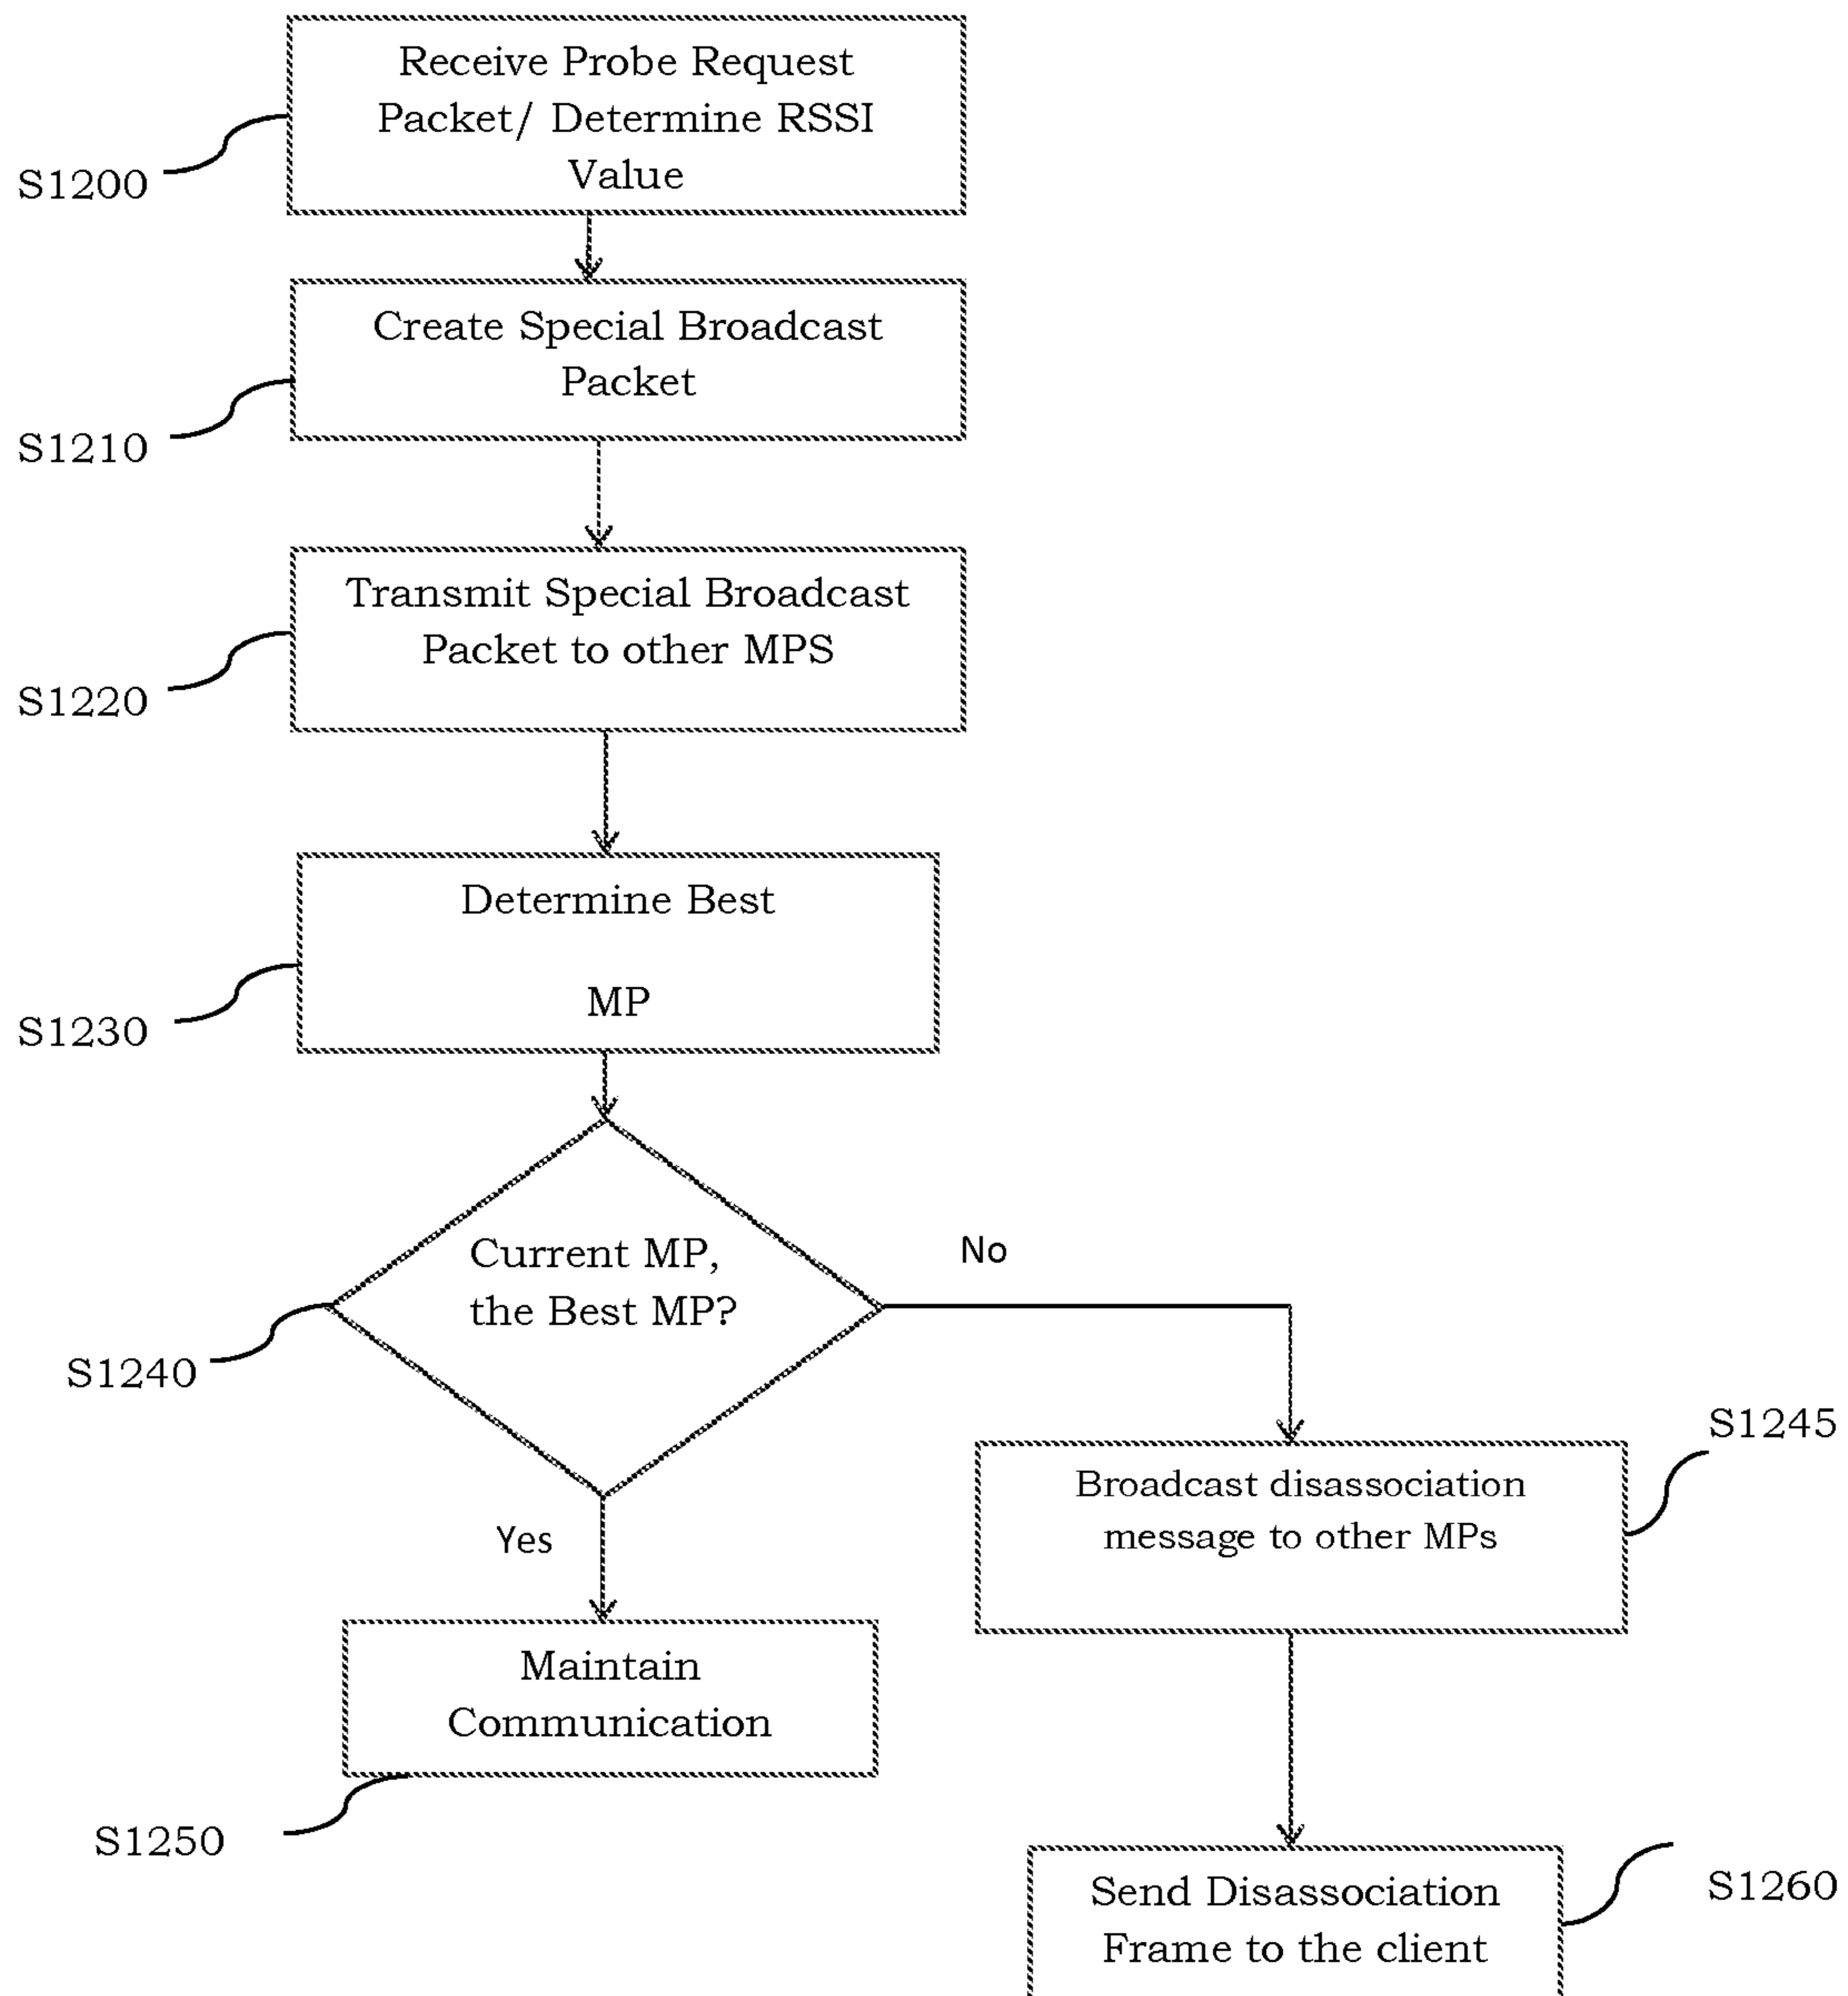 Receive Probe Request
Packet/ Determine RSSI
Value
S1200
Create Special Broadcast
Packet
S1210
Transmit Special Broadcast
Packet to other MPS
S1220
Determine Best
MP
S1230
Current MP,
the Best MP?
No
S1240
S1245
Broadcast disassociation
message to other MPs
Yes
Maintain
Communication
S1250
S1260
Send Disassociation
Frame to the client